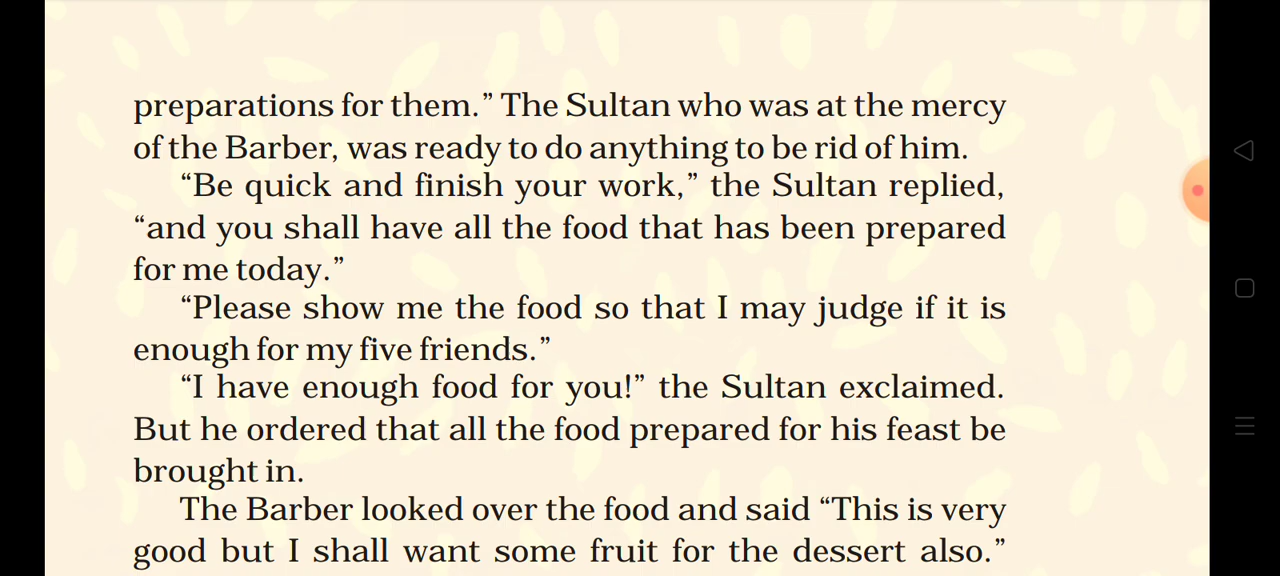 preparations for them.” The Sultan who was at the mercy
of the Barber, was ready to do anything to be rid of him.
“Be quick and finish your work,” the Sultan replied,
“and you shall have all the food that has been prepared
for me today.”
“Please show me the food so that I may judge if it is
enough for my five friends.”
“I have enough food for you!” the Sultan exclaimed.
But he ordered that all the food prepared for his feast be
brought in.
The Barber looked over the food and said “This is very
good but I shall want some fruit for the dessert also.”